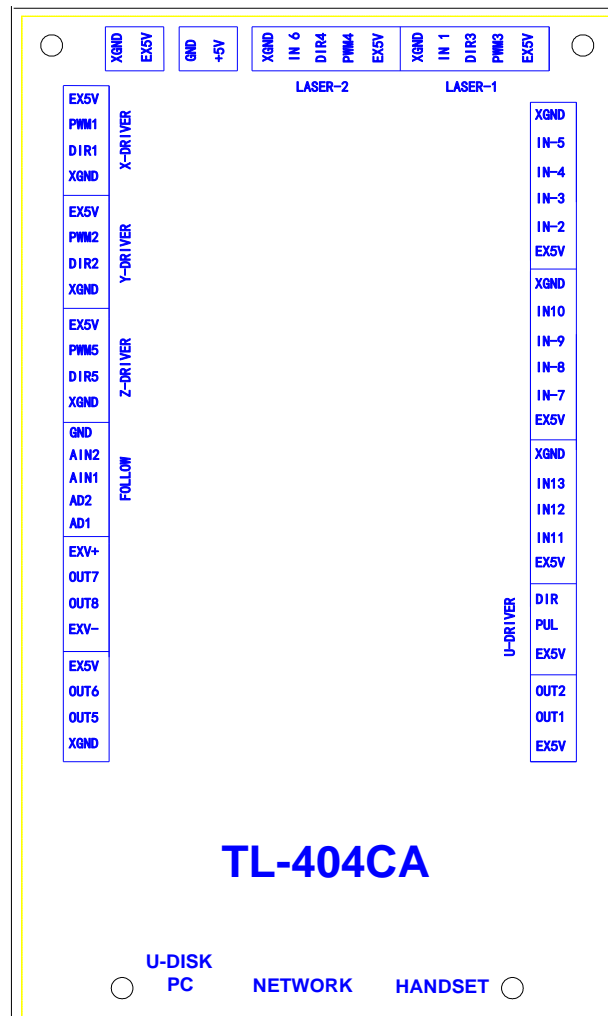 XGND
EX5V
GND
+5V
XGND
IN 6
DIR4
PWM4
EX5V
XGND
IN 1
DIR3
PWM3
EX5V
LASER-2
LASER-1
EX5V
PWM1
DIR1
XGND
X-DRIVER
EX5V
PWM2
DIR2
XGND
Y-DRIVER
EX5V
PWM5
DIR5
XGND
Z-DRIVER
GND
AIN2
AIN1
AD2
AD1
FOLLOW
EXV+
OUT7
OUT8
EXV-
EX5V
OUT6
OUT5
XGND
XGND
IN-5
IN-4
IN-3
IN-2
EX5V
XGND
IN10
IN-9
IN-8
IN-7
EX5V
XGND
IN13
IN12
IN11
EX5V
U-DRIVER
DIR
PUL
EX5V
OUT2
OUT1
EX5V
TL-404CA
U-DISK
PC
NETWORK
HANDSET